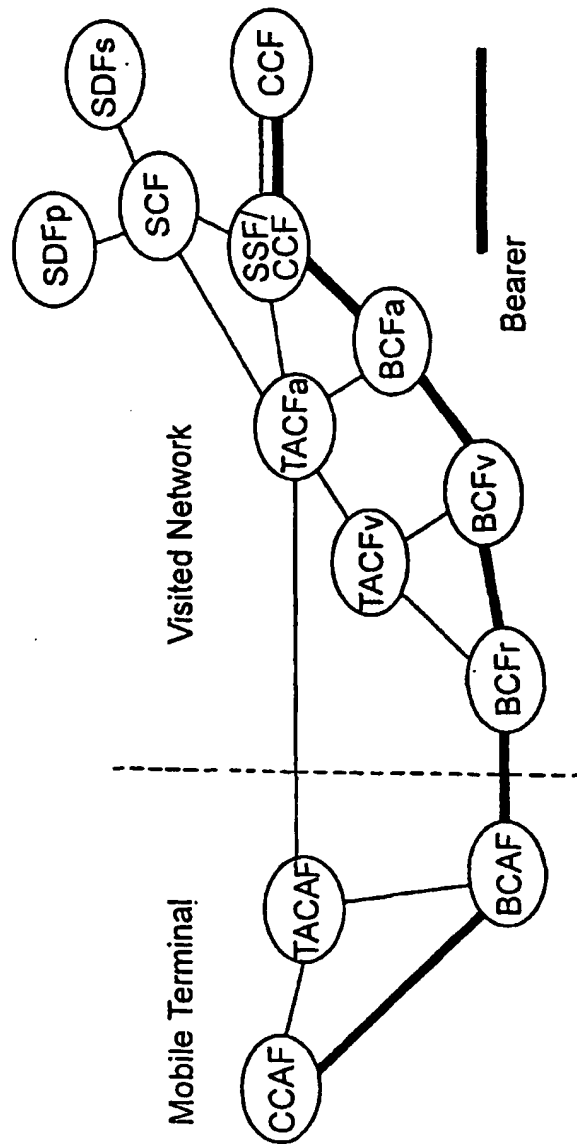 Mobile Terminal
Visited Network
SDFp
SDFs
SCF
CCAF
TACAF
TACFa
SSF/
CCF
CCF
TACFv
BCFa
BCAF
BCFr
BCFv
Bearer